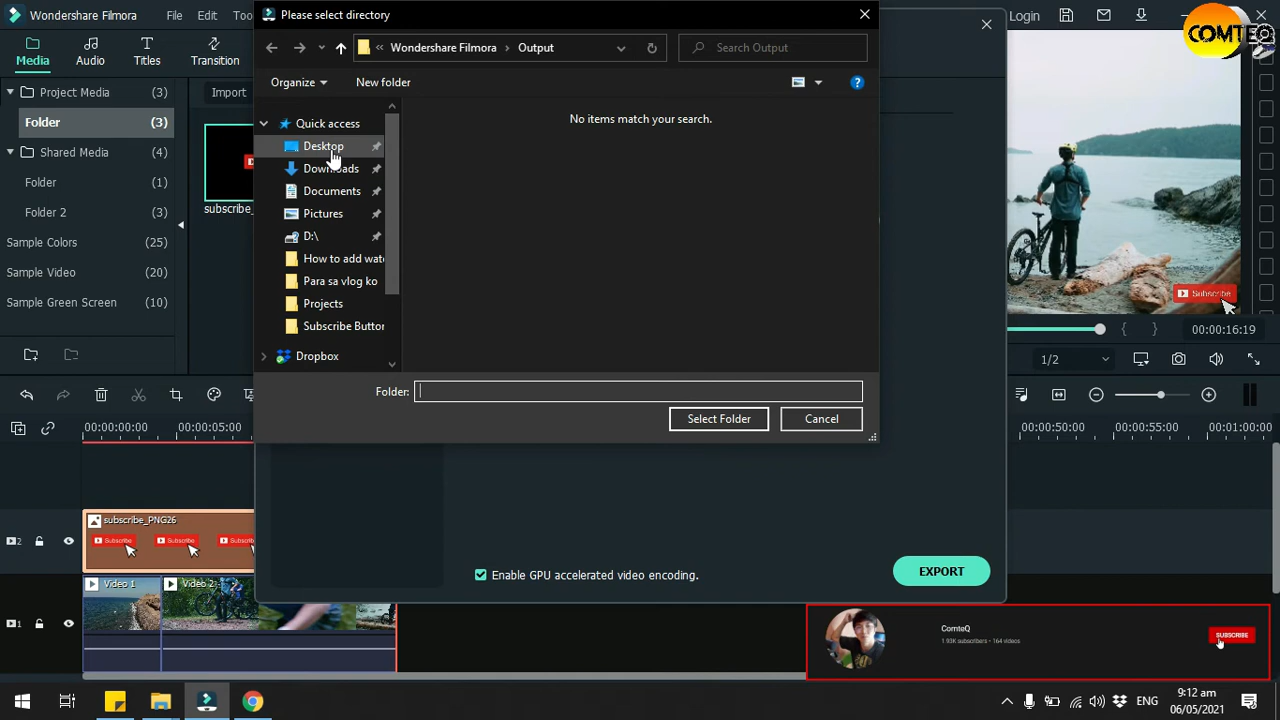 Wondershare Filmora
File
Edit
Too
Please select directory
Login
COMTEQ
Media
Audio
Titles
Transition
Wondershare Filmora
Output
Search Output
Organize
New folder
Project Media (3)
Import
Folder (3)
Shared Media (4)
Folder (1)
Folder 2 (3)
Sample Colors (25)
Sample Video (20)
Sample Green Screen (10)
subscribe_
Quick access
Desktop
Downloads
Documents
Pictures
D:\
How to add wate
Para sa vlog ko
Projects
Subscribe Button
Dropbox
No items match your search.
Folder:
Select Folder
Cancel
Subscribe
00:00:16:19
1/2
00:00:00:00
00:00:05:00
00:00:50:00
00:00:55:00
00:01:00:00
2
subscribe_PNG26
Subscribe
Subscribe
Subscrib
Enable GPU accelerated video encoding.
EXPORT
Video 1
Video 2
1
ComteQ
1.93K subscribers • 164 videos
SUBSCRIBE
ENG
9:12 am
06/05/2021